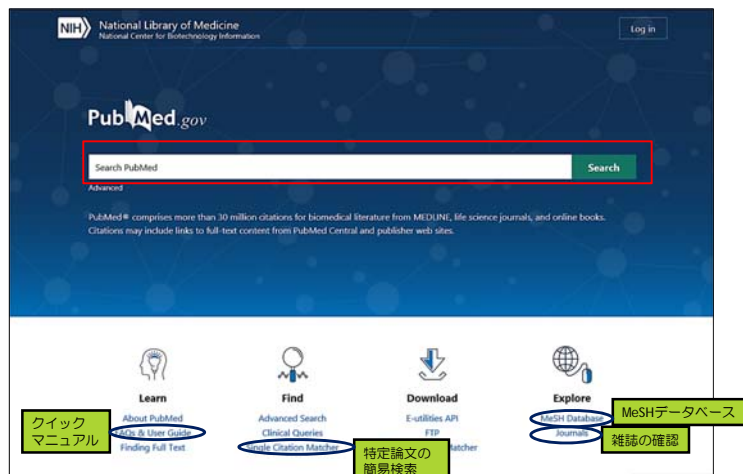 NIH National Library of Medicine
National Center for Biotechnology Information
Log in
PubMed.gov
Search PubMed
Search
Advanced
PubMed® comprises more than 30 million citations for biomedical literature from MEDLINE, life science journals, and online books.
Citations may include links to full-text content from PubMed Central and publisher web sites.
Learn
About PubMed
FAQs & User Guide
Finding Full Text
クイック
マニュアル
Find
Advanced Search
Clinical Queries
Single Citation Matcher
特定論文の
簡易検索
Download
E-utilities API
FTP
Matcher
Explore
MeSH Database
Journals
MeSHデータベース
雑誌の確認